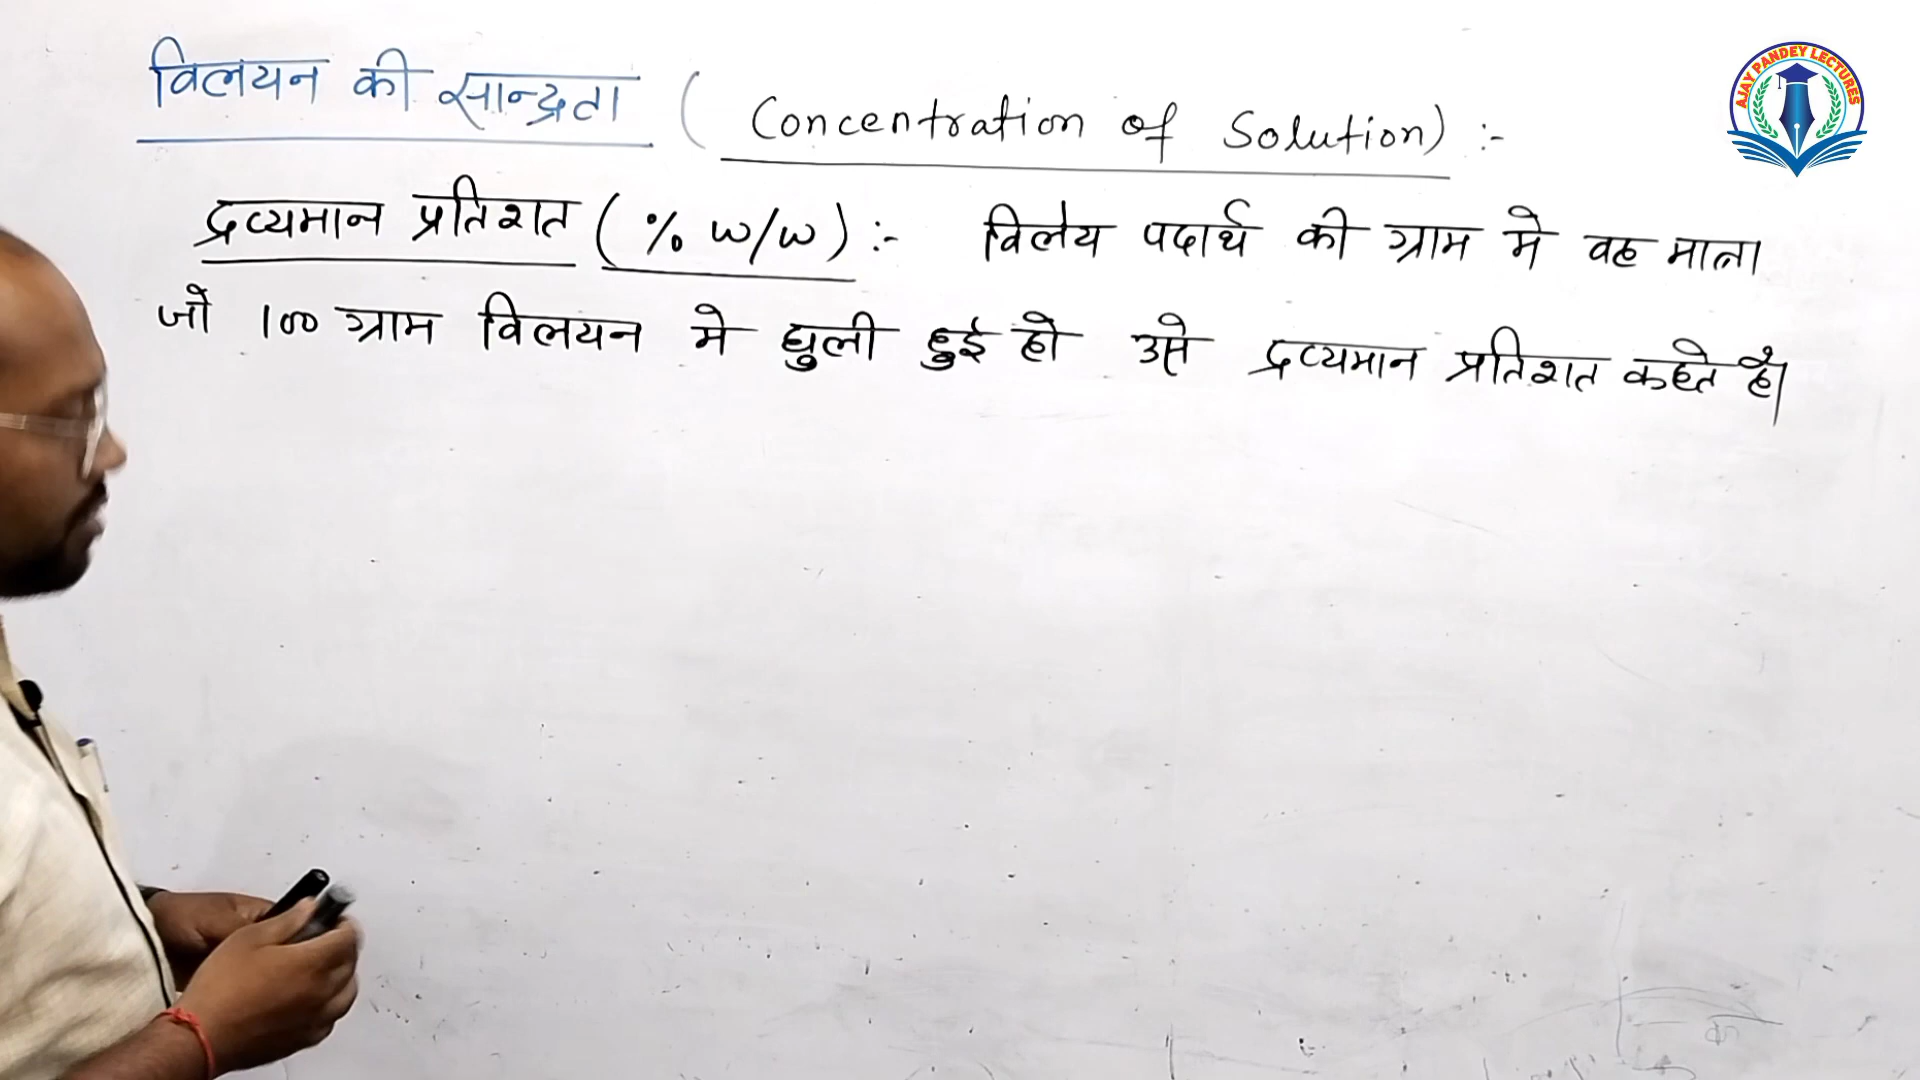 विलयन की सान्द्रता ( Concentration of Solution) :-
AJAY PANDEY LECTURES
द्रव्यमान प्रतिशत ( % w/w ) :- विलेय पदार्थ की ग्राम मे वह मात्रा
जो 100 ग्राम विलयन मे घुली हुई हो उसे द्रव्यमान प्रतिशत कहते है।